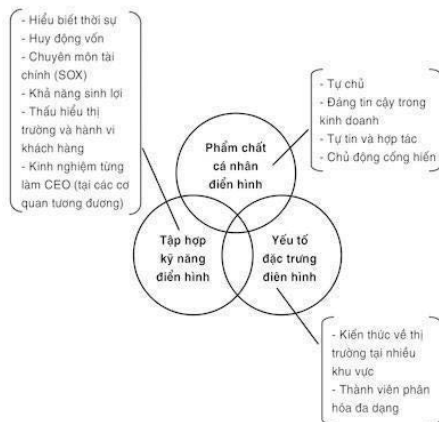 - Hiểu biết thời sự
- Huy động vốn
- Chuyên môn tài
chính (SOX)
- Khả năng sinh lợi
- Thấu hiểu thị
trường và hành vi
khách hàng
- Kinh nghiệm từng
làm CEO (tại các cơ
quan tương đương)
- Tự chủ
- Đáng tin cậy trong
kinh doanh
- Tự tin và hợp tác
- Chủ động cống hiến
Phẩm chất
cá nhân
điển hình
Tập hợp
kỹ năng
điển hình
Yếu tố
đặc trưng
điên hình
- Kiến thức về thị
trường tại nhiều
khu vực
- Thành viên phân
hóa đa dạng